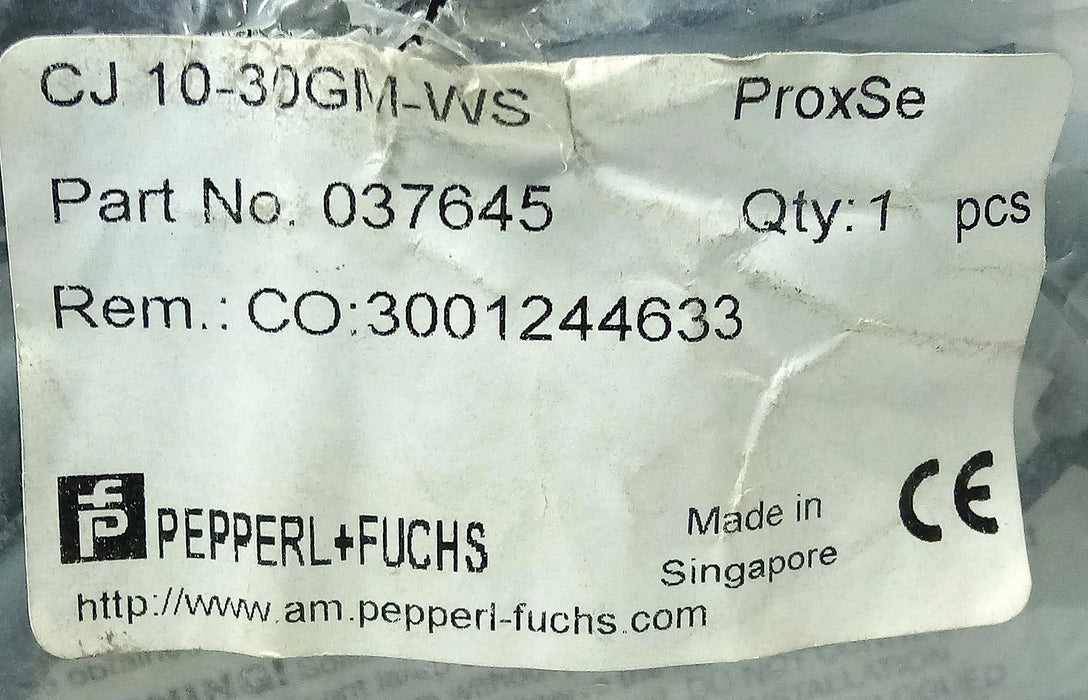 CJ 10-30GM-WS ProxSe
Part No. 037645 Qty:1 pcs
Rem.: CO:3001244633
PEPPERL+FUCHS
Made in
Singapore
CE
http://www.am.pepperl-fuchs.com